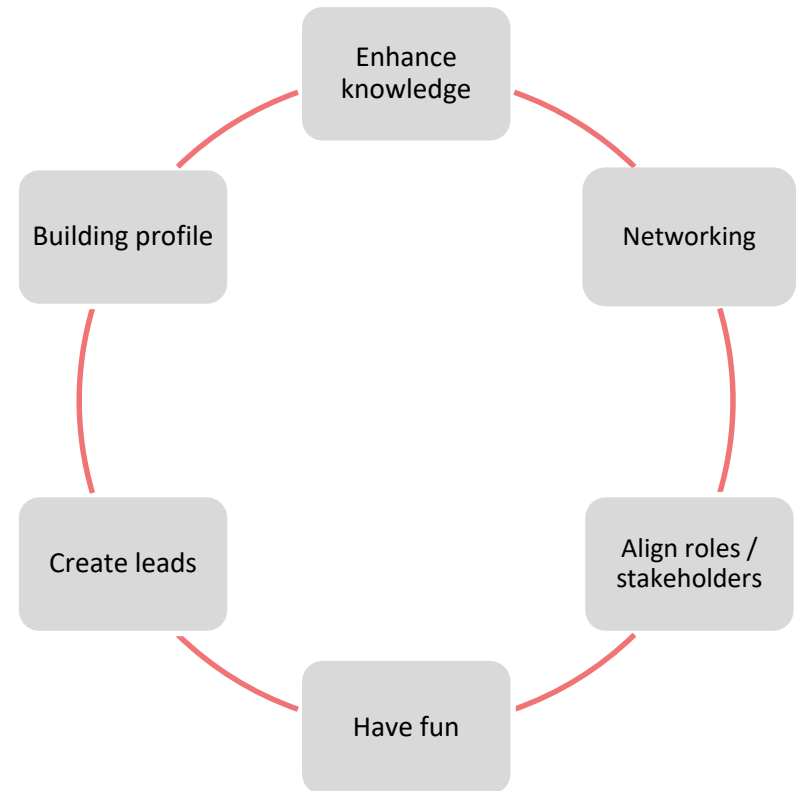 Enhance
knowledge
Networking
Align roles /
stakeholders
Have fun
Create leads
Building profile